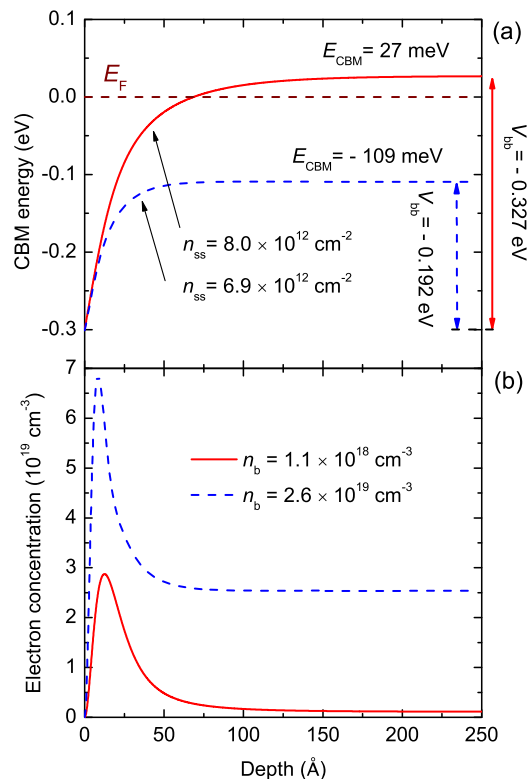 (a)
E_CBM = 27 meV
E_F
E_CBM = - 109 meV
n_ss = 8.0 × 10^12 cm^-2
n_ss = 6.9 × 10^12 cm^-2
V_bb = - 0.192 eV
V_bb = - 0.327 eV
CBM energy (eV)
0.1
0.0
-0.1
-0.2
-0.3
(b)
n_b = 1.1 × 10^18 cm^-3
n_b = 2.6 × 10^19 cm^-3
Electron concentration (10^19 cm^-3)
7
6
5
4
3
2
1
0
0 25 50 75 100 150 200 250
Depth (Å)